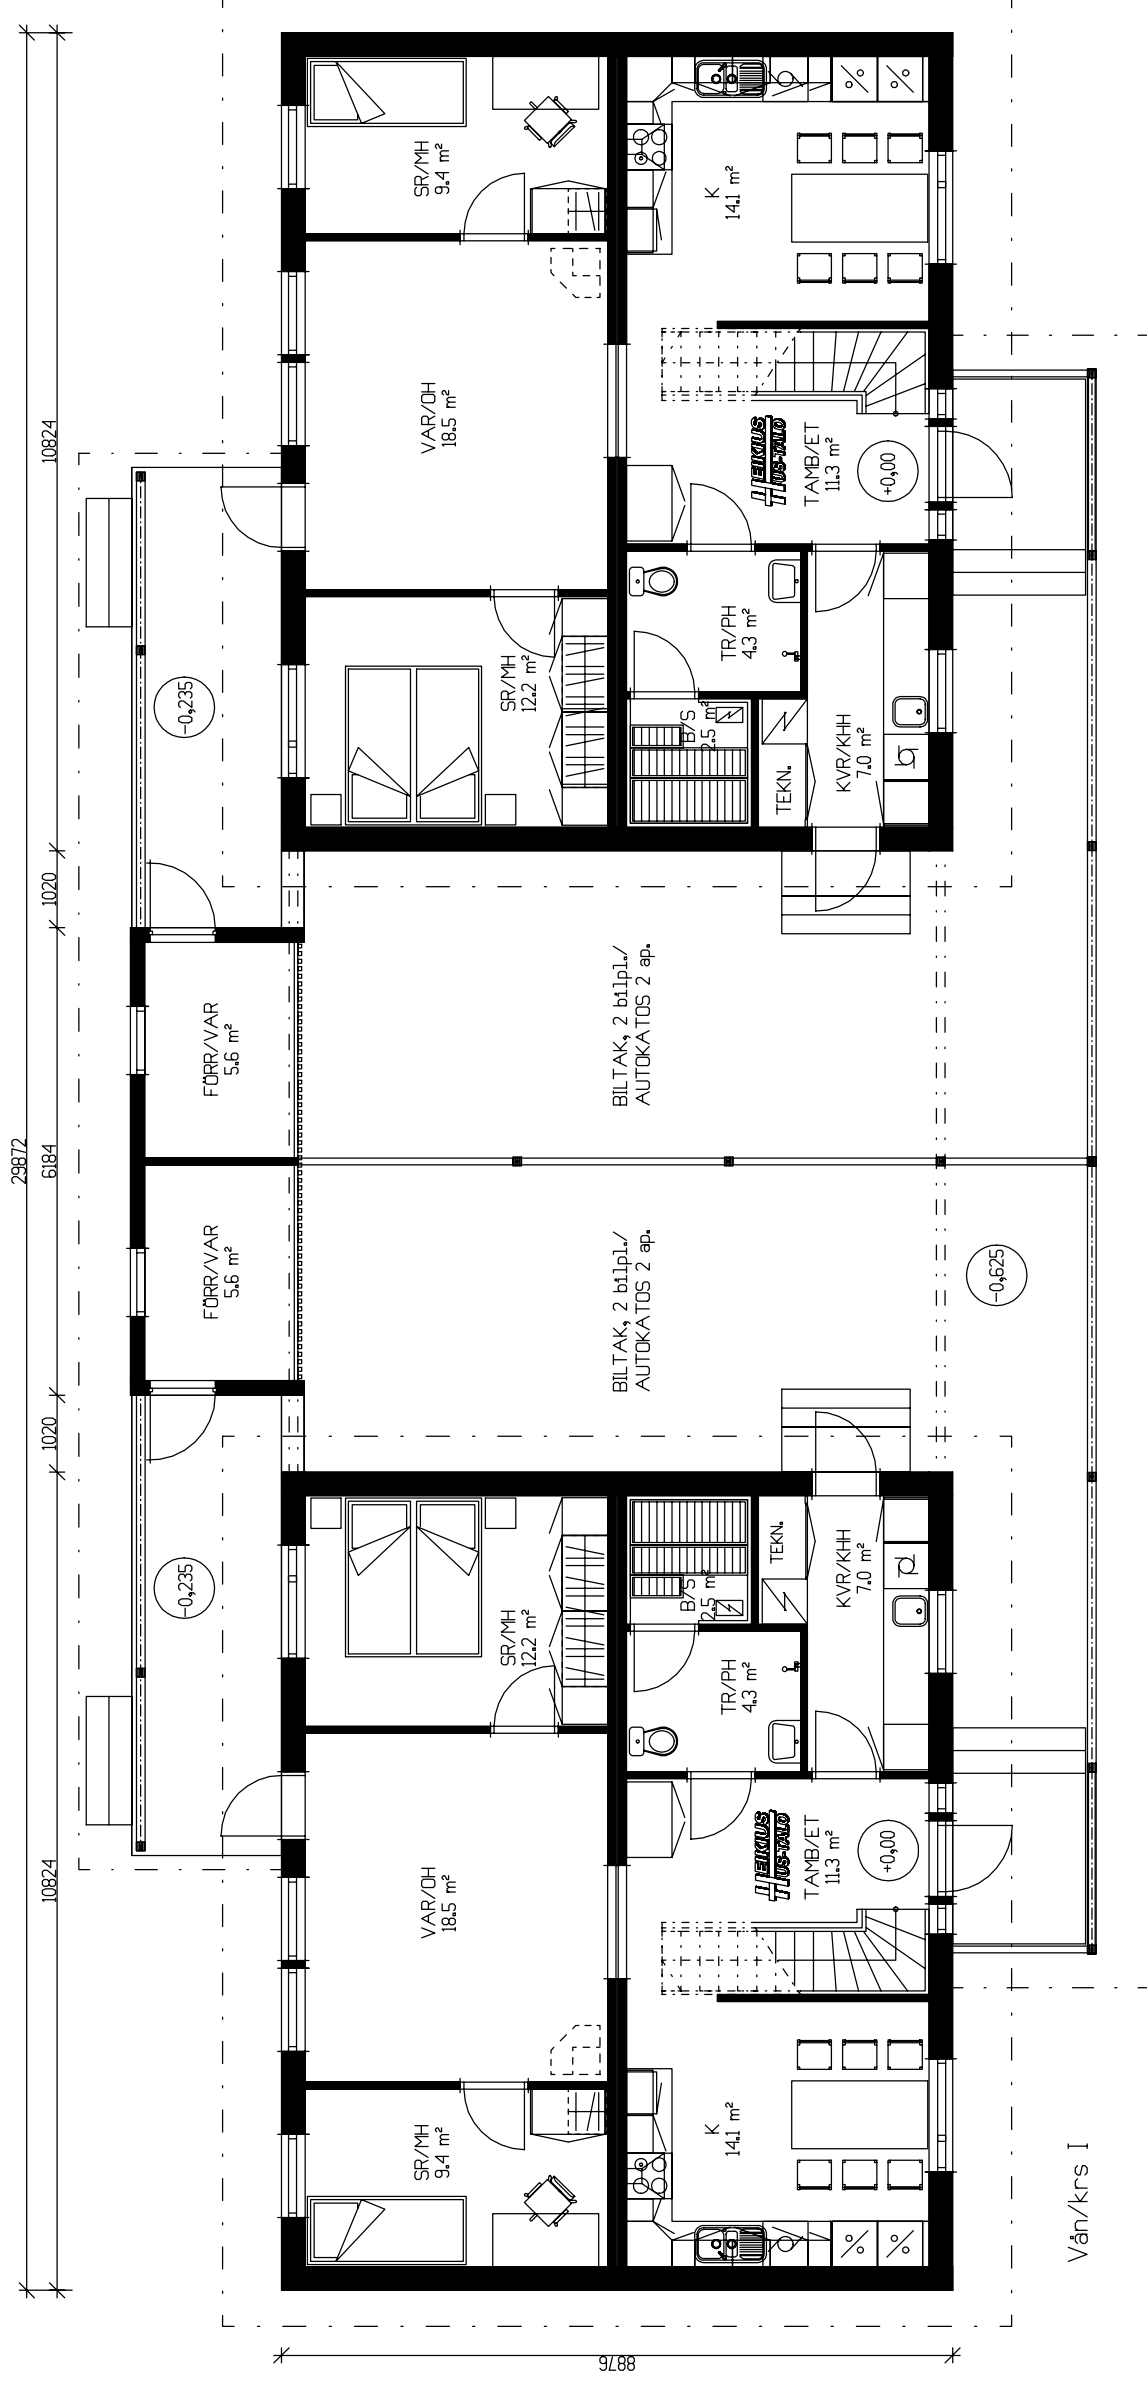 29872
10824
1020
6184
1020
10824
8876
SR/MH
9.4 m²
VAR/OH
18.5 m²
SR/MH
12.2 m²
K
14.1 m²
HEIKIUS
HUS-TALO
TAMB/ET
11.3 m²
+0,00
TR/PH
4.3 m²
B/S
2.5 m²
TEKN.
KVR/KHH
7.0 m²
-0,235
FÖRR/VAR
5.6 m²
BILTAK, 2 bilpl./
AUTOKATOS 2 ap.
FÖRR/VAR
5.6 m²
BILTAK, 2 bilpl./
AUTOKATOS 2 ap.
-0,625
-0,235
SR/MH
12.2 m²
B/S
2.5 m²
TEKN.
KVR/KHH
7.0 m²
TR/PH
4.3 m²
VAR/OH
18.5 m²
HEIKIUS
HUS-TALO
TAMB/ET
11.3 m²
+0,00
SR/MH
9.4 m²
K
14.1 m²
Vån/krs I